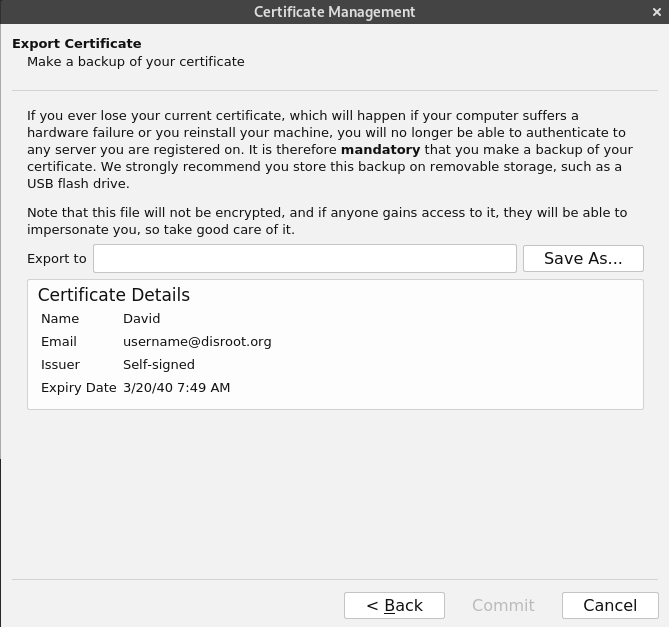 Certificate Management
×
Export Certificate
Make a backup of your certificate
If you ever lose your current certificate, which will happen if your computer suffers a
hardware failure or you reinstall your machine, you will no longer be able to authenticate to
any server you are registered on. It is therefore mandatory that you make a backup of your
certificate. We strongly recommend you store this backup on removable storage, such as a
USB flash drive.
Note that this file will not be encrypted, and if anyone gains access to it, they will be able to
impersonate you, so take good care of it.
Export to Save As...
Certificate Details
Name David
Email username@disroot.org
Issuer Self-signed
Expiry Date 3/20/40 7:49 AM
< Back Commit Cancel